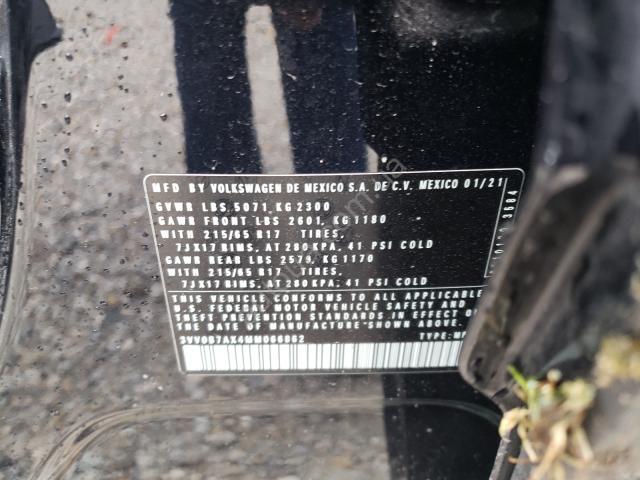 MFD BY VOLKSWAGEN DE MEXICO S.A. DE C.V. MEXICO 01/21
GVWR LBS 5071, KG 2300
GAWR FRONT LBS 2601, KG 1180
WITH 215/65 R17 TIRES,
7JX17 RIMS, AT 280 KPA, 41 PSI COLD
GAWR REAR LBS 2579, KG 1170
WITH 215/65 R17 TIRES,
7JX17 RIMS, AT 280 KPA, 41 PSI COLD
THIS VEHICLE CONFORMS TO ALL APPLICABLE
U.S. FEDERAL MOTOR VEHICLE SAFETY AND
THEFT PREVENTION STANDARDS IN EFFECT ON
THE DATE OF MANUFACTURE SHOWN ABOVE.
3VV0B7AX4MM066862 TYPE:MP
3684